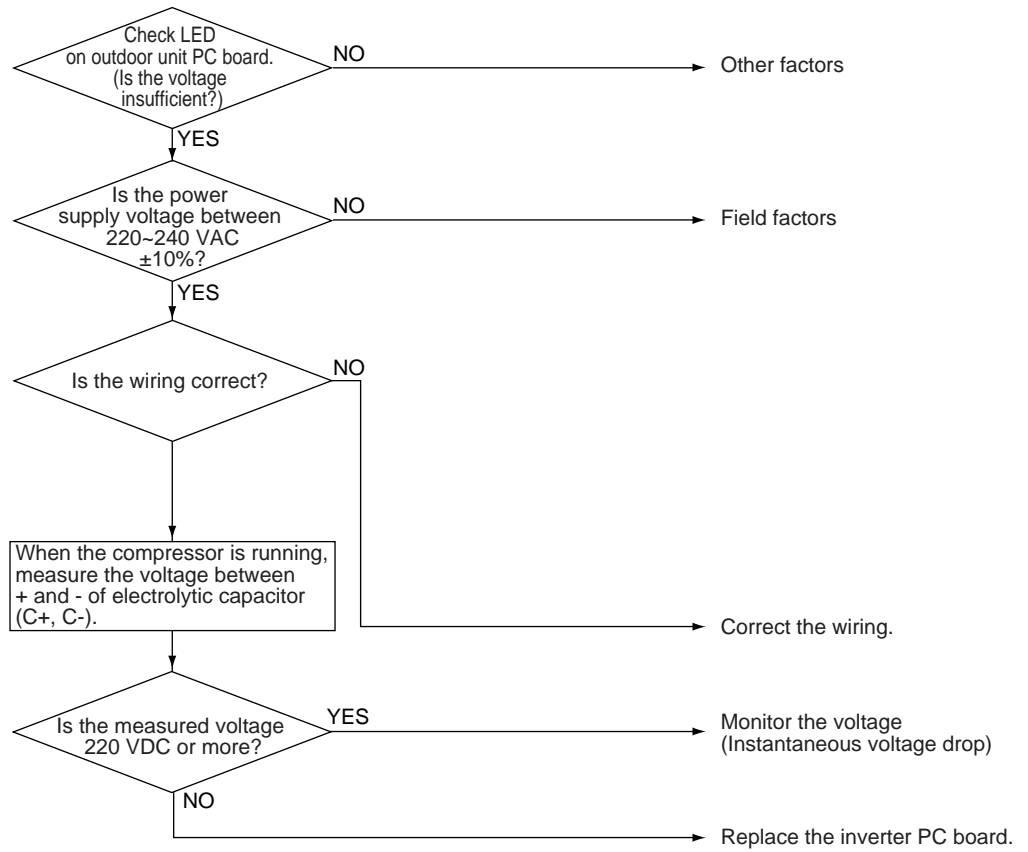 Check LED
on outdoor unit PC board.
(Is the voltage
insufficient?)
NO
Other factors
YES
Is the power
supply voltage between
220~240 VAC
±10%?
NO
Field factors
YES
Is the wiring correct?
NO
When the compressor is running,
measure the voltage between
+ and - of electrolytic capacitor
(C+, C-).
Correct the wiring.
Is the measured voltage
220 VDC or more?
YES
Monitor the voltage
(Instantaneous voltage drop)
NO
Replace the inverter PC board.